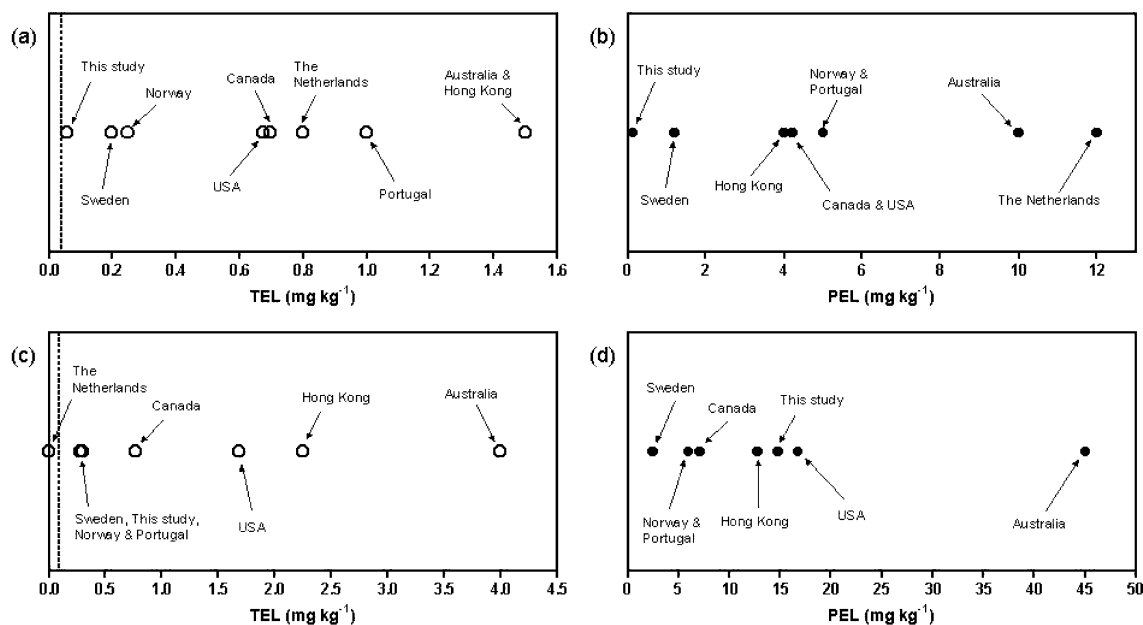 (a)
This study
Norway
Canada
The
Netherlands
Australia &
Hong Kong
Sweden
USA
Portugal
0.0 0.2 0.4 0.6 0.8 1.0 1.2 1.4 1.6
TEL (mg kg⁻¹)
(b)
This study
Norway &
Portugal
Australia
Sweden
Hong Kong
Canada & USA
The Netherlands
0 2 4 6 8 10 12
PEL (mg kg⁻¹)
(c)
The
Netherlands
Canada
Hong Kong
Australia
Sweden, This study,
Norway & Portugal
USA
0.0 0.5 1.0 1.5 2.0 2.5 3.0 3.5 4.0 4.5
TEL (mg kg⁻¹)
(d)
Sweden
Canada
This study
Norway &
Portugal
Hong Kong
USA
Australia
0 5 10 15 20 25 30 35 40 45 50
PEL (mg kg⁻¹)